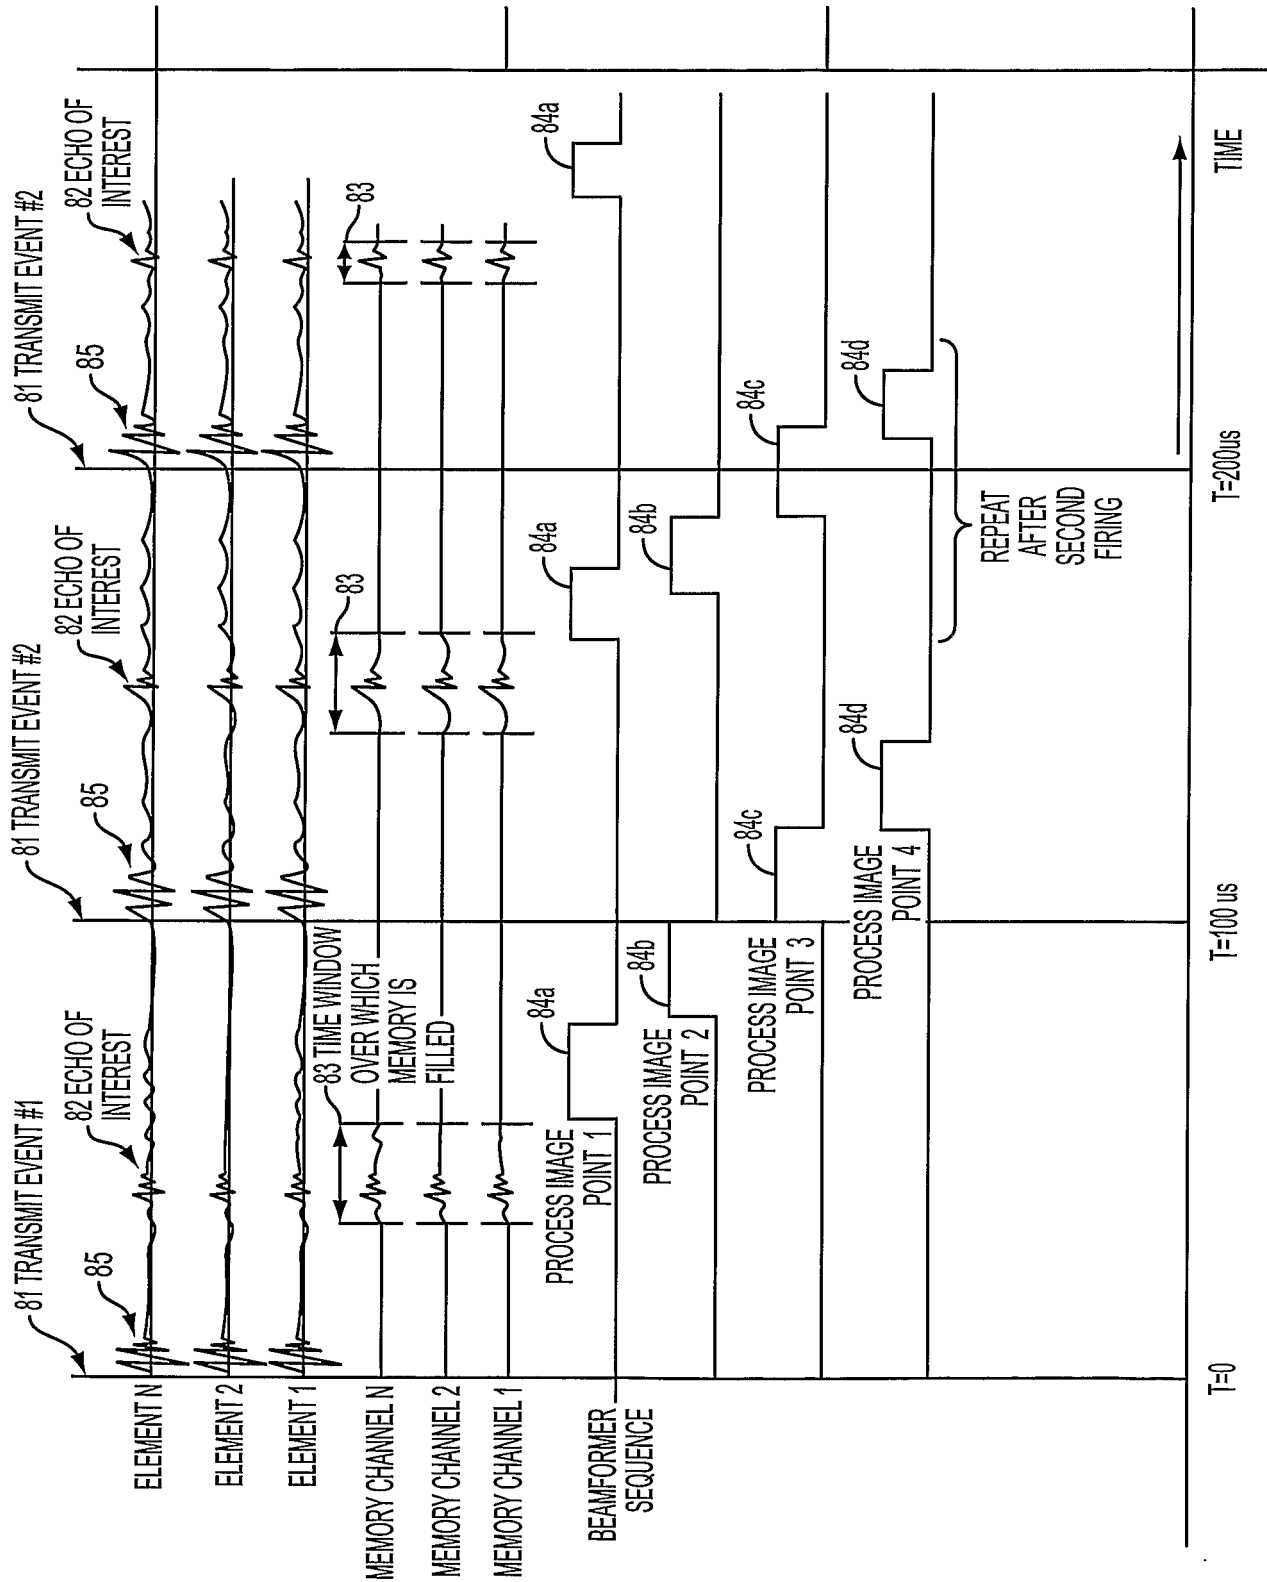 81 TRANSMIT EVENT #1
81 TRANSMIT EVENT #2
81 TRANSMIT EVENT #2
85
82 ECHO OF
INTEREST
85
82 ECHO OF
INTEREST
85
82 ECHO OF
INTEREST
ELEMENT N
ELEMENT 2
ELEMENT 1
83 TIME WINDOW
OVER WHICH
MEMORY IS
FILLED
83
83
MEMORY CHANNEL N
MEMORY CHANNEL 2
MEMORY CHANNEL 1
BEAMFORMER
SEQUENCE
PROCESS IMAGE
POINT 1
84a
84a
84a
PROCESS IMAGE
POINT 2
84b
84b
PROCESS IMAGE
POINT 3
84c
84c
PROCESS IMAGE
POINT 4
84d
84d
REPEAT
AFTER
SECOND
FIRING
T=0
T=100 us
T=200us
TIME